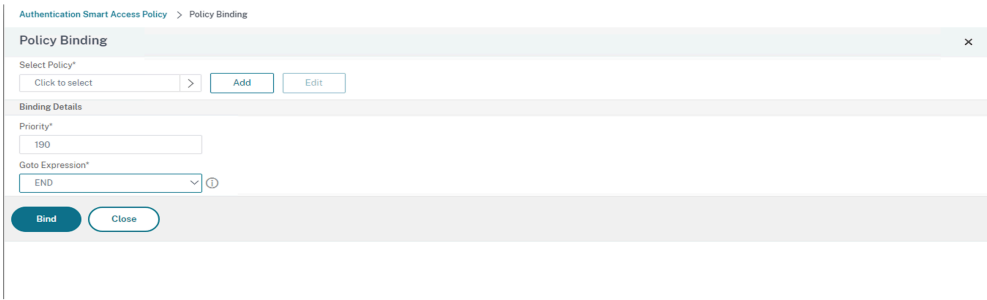 Authentication Smart Access Policy > Policy Binding
Policy Binding
Select Policy*
Click to select > Add Edit
Binding Details
Priority*
190
Goto Expression*
END
Bind Close